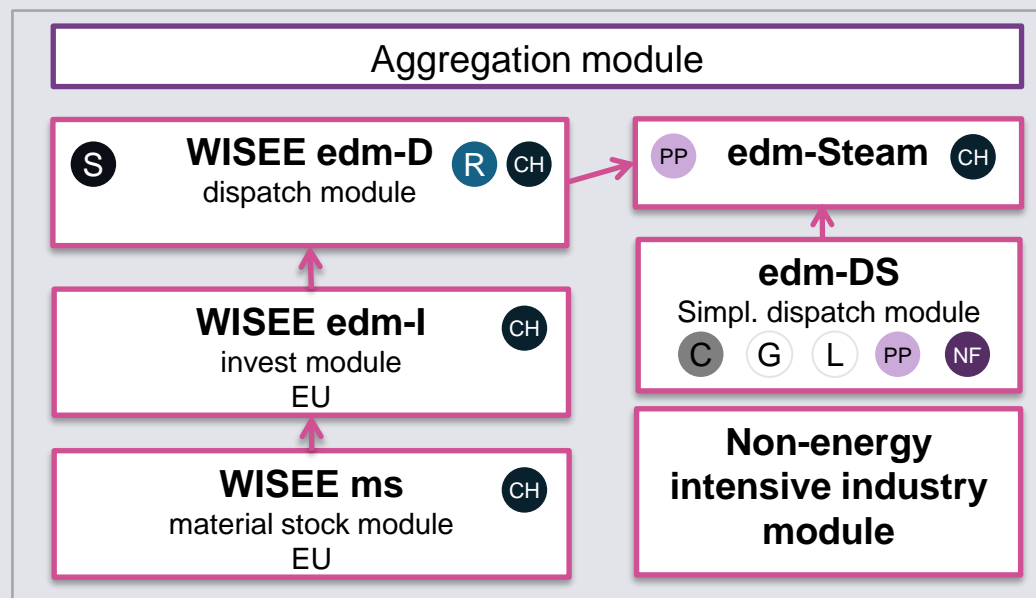 Aggregation module
S
WISEE edm-D
R
CH
dispatch module
PP
edm-Steam
CH
WISEE edm-I
CH
invest module
EU
edm-DS
Simpl. dispatch module
C
G
L
PP
NF
WISEE ms
CH
material stock module
EU
Non-energy
intensive industry
module